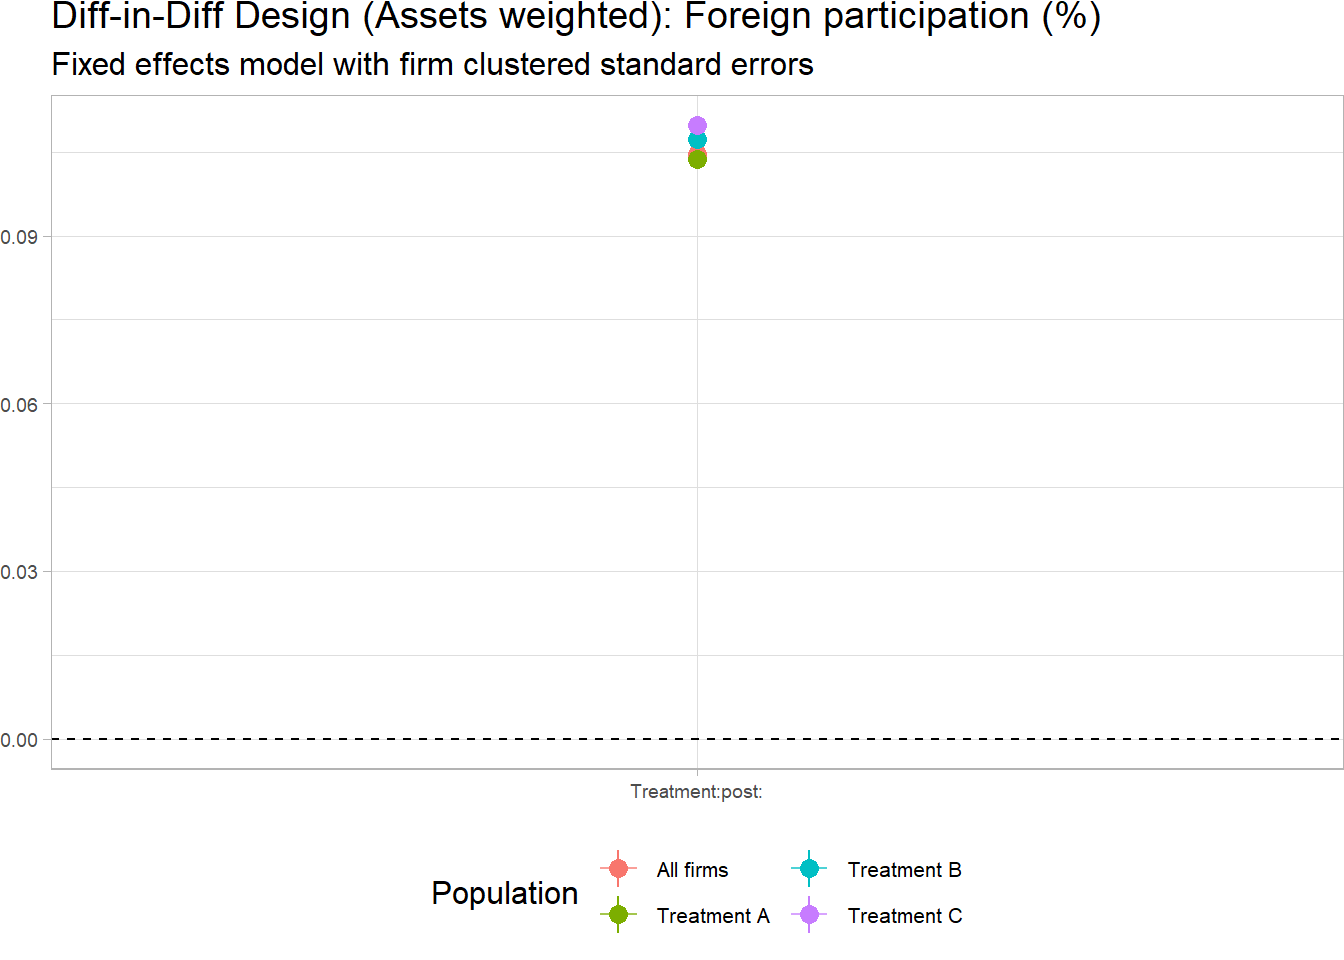 Diff-in-Diff Design (Assets weighted): Foreign participation (%)
Fixed effects model with firm clustered standard errors
0.09
0.06
0.03
0.00
Treatment:post:
Population
All firms
Treatment B
Treatment A
Treatment C